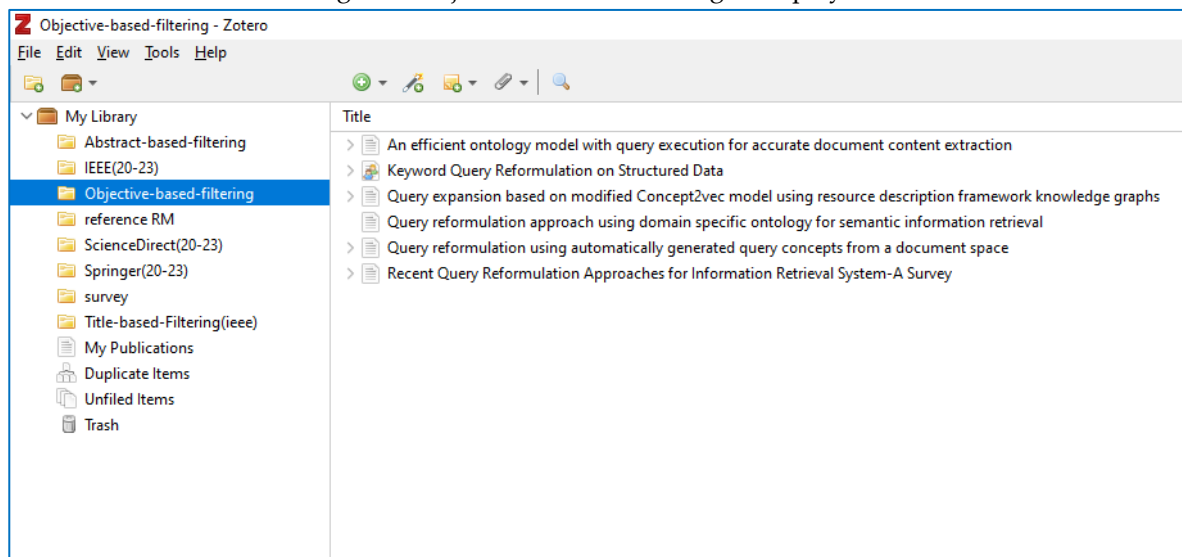 Objective-based-filtering - Zotero
File Edit View Tools Help
My Library
Abstract-based-filtering
IEEE(20-23)
Objective-based-filtering
reference RM
ScienceDirect(20-23)
Springer(20-23)
survey
Title-based-Filtering(ieee)
My Publications
Duplicate Items
Unfiled Items
Trash
Title
An efficient ontology model with query execution for accurate document content extraction
Keyword Query Reformulation on Structured Data
Query expansion based on modified Concept2vec model using resource description framework knowledge graphs
Query reformulation approach using domain specific ontology for semantic information retrieval
Query reformulation using automatically generated query concepts from a document space
Recent Query Reformulation Approaches for Information Retrieval System-A Survey